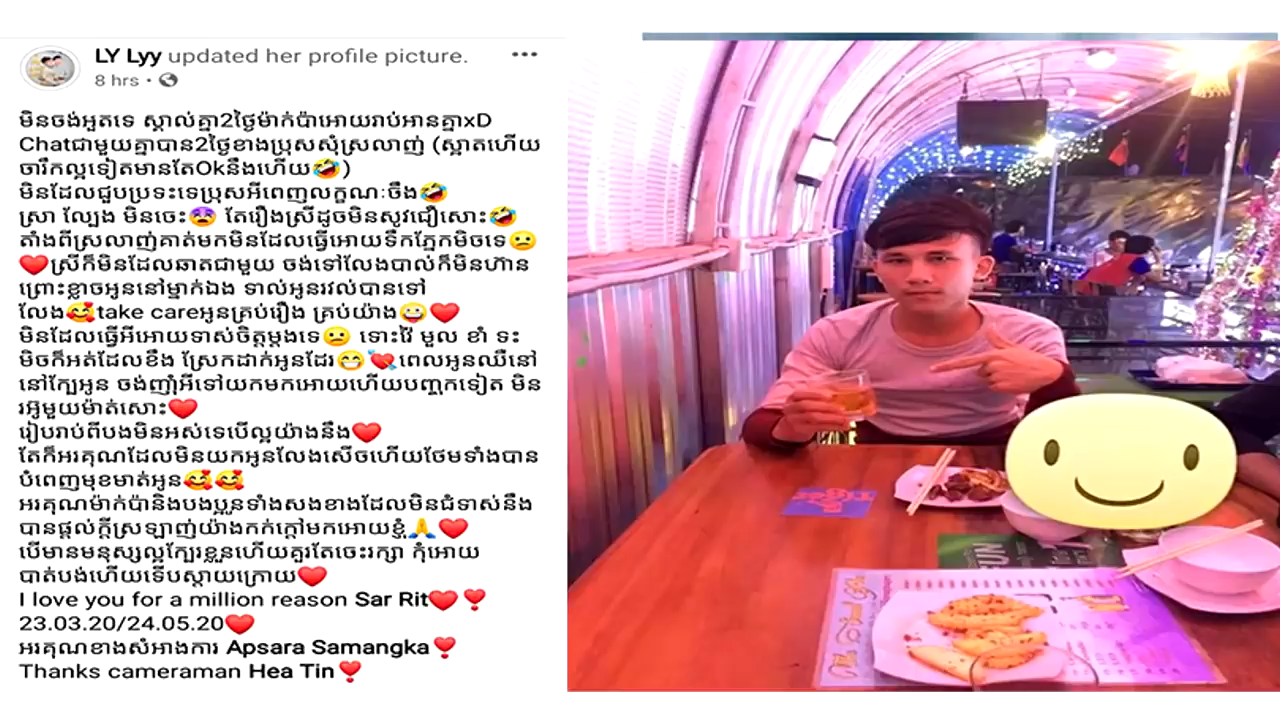 LY Lyy updated her profile picture.
8 hrs
មិនចង់អួតទេ ស្គាល់គ្នា2ថ្ងៃម៉ាក់ប៉ាអោយរាប់អានគ្នាxD
Chatជាមួយគ្នាបាន2ថ្ងៃខាងប្រុសសុំស្រលាញ់ (ស្អាតហើយ
ចារឹកល្អទៀតមានតែOkនឹងហើយ🤣)
មិនដែលជួបប្រទះទេប្រុសអីពេញលក្ខណៈចឹង🤣
ស្រា ល្បែង មិនចេះ😨 តែរឿងស្រីដូចមិនសូវជឿសោះ🤣
តាំងពីស្រលាញ់គាត់មកមិនដែលធ្វើអោយទឹកភ្នែកមិចទេ😕
❤️ស្រីក៏មិនដែលឆាតជាមួយ ចង់ទៅលែងបាល់ក៏មិនហ៊ាន
ព្រោះខ្លាចអូននៅម្នាក់ឯង ទាល់អូនរវល់បានទៅ
លែង🥰take careអូនគ្រប់រឿង គ្រប់យ៉ាង😜❤️
មិនដែលធ្វើអីអោយទាស់ចិត្តម្ដងទេ😕 ទោះវ៉ៃ មួល ខាំ ទះ
មិចក៏អត់ដែលខឹង ស្រែកដាក់អូនដែរ😁💘ពេលអូនឈឺនៅ
នៅក្បែអូន ចង់ញ៉ាំអីទៅយកមកអោយហើយបញ្ចុកទៀត មិន
រអ៊ូមួយម៉ាត់សោះ❤️
រៀបរាប់ពីបងមិនអស់ទេបើល្អយ៉ាងនឹង❤️
តែក៏អរគុណដែលមិនយកអូនលែងសើចហើយថែមទាំងបាន
បំពេញមុខមាត់អូន🥰🥰
អរគុណម៉ាក់ប៉ានិងបងប្អូនទាំងសងខាងដែលមិនជំទាស់នឹង
បានផ្ដល់ក្ដីស្រឡាញ់យ៉ាងកក់ក្ដៅមកអោយខ្ញុំ🙏❤️
បើមានមនុស្សល្អក្បែរខ្លួនហើយគួរតែចេះរក្សា កុំអោយ
បាត់បង់ហើយទើបស្ដាយក្រោយ❤️
I love you for a million reason Sar Rit❤️❣️
23.03.20/24.05.20❤️
អរគុណខាងសំអាងការ Apsara Samangka❣️
Thanks cameraman Hea Tin❣️
FUN